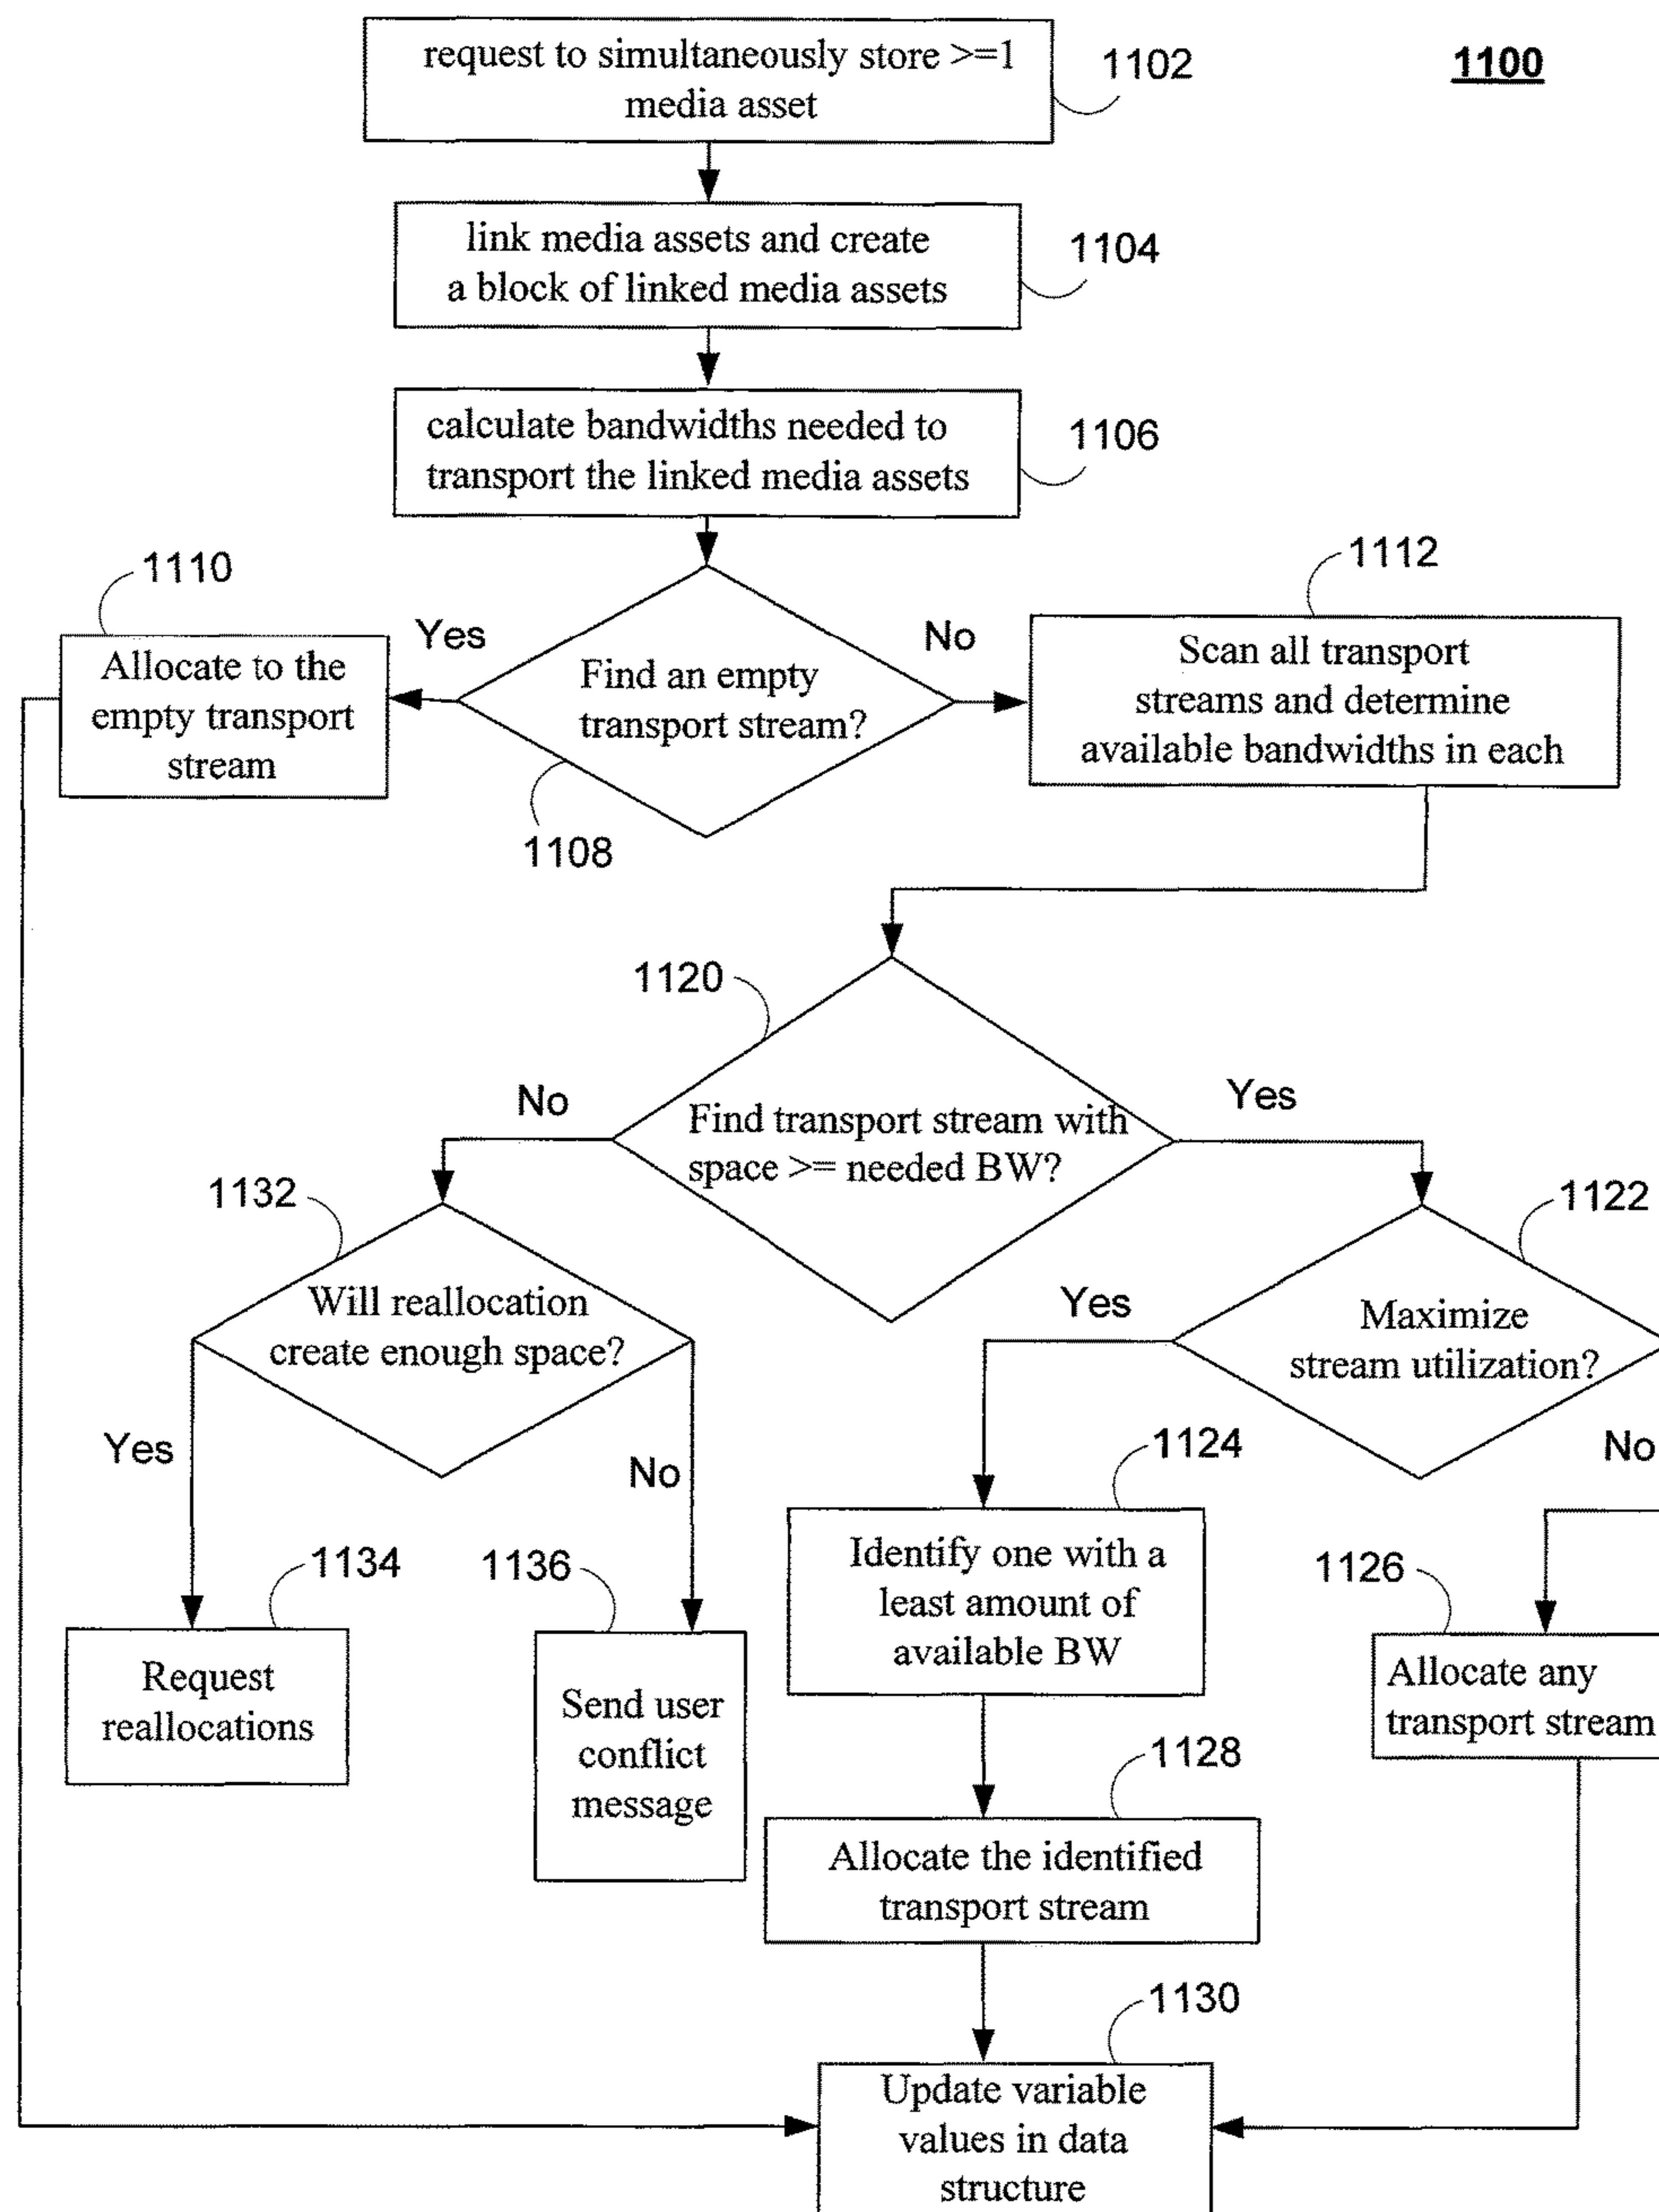 request to simultaneously store >=1
media asset
1102
1100
link media assets and create
a block of linked media assets
1104
calculate bandwidths needed to
transport the linked media assets
1106
1110
1112
Yes
No
Allocate to the
empty transport
stream
Find an empty
transport stream?
Scan all transport
streams and determine
available bandwidths in each
1108
1120
No
Yes
Find transport stream with
space >= needed BW?
1132
1122
Will reallocation
create enough space?
Yes
Maximize
stream utilization?
Yes
No
No
1124
1134
1136
Identify one with a
least amount of
available BW
1126
Request
reallocations
Send user
conflict
message
Allocate any
transport stream
1128
Allocate the identified
transport stream
1130
Update variable
values in data
structure